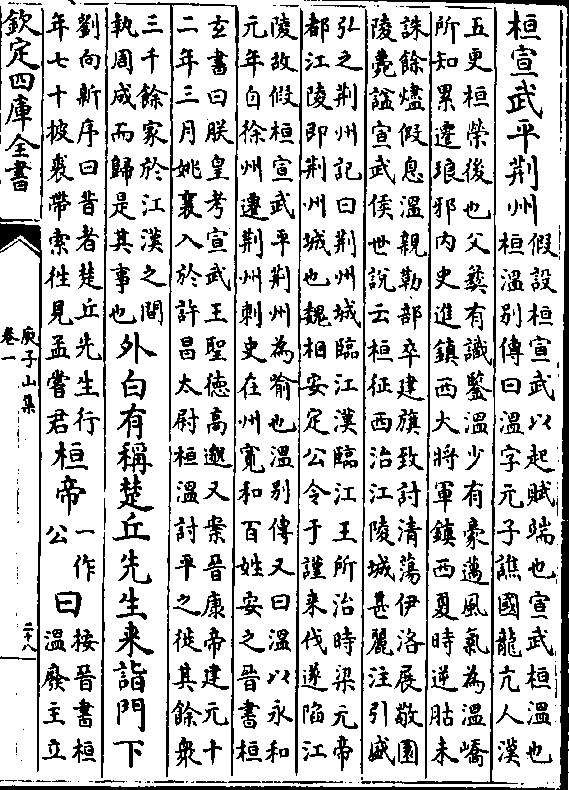 桓宣武平荆州
假設桓宣武以起賦端也宣武桓溫也
桓溫別傳曰溫字元子譙國龍亢人漢
五更桓榮後也父彝有識鑒溫少有豪邁風氣為溫嶠
所知累遷琅邪内史進鎮西大將軍鎮西夏時逆胡未
誅餘燼假息溫親勒部卒建旗致討清蕩伊洛展敬園
陵薨諡宣武侯世說云桓征西治江陵城甚麗注引盛
弘之荆州記曰荆州城臨江漢臨江王所治時梁元帝
都江陵即荆州城也魏相安定公令于謹来伐遂陷江
陵故假桓宣武平荆州為喻也溫別傳又曰溫以永和
元年自徐州遷荆州刺史在州寛和百姓安之晉書桓
玄書曰朕皇考宣武王聖徳高邈又案晉康帝建元十
二年三月姚襄入於許昌太尉桓溫討平之徙其餘衆
三千餘家於江漢之間
執周成而歸是其事也
外白有稱楚丘先生来詣門下
劉向新序曰昔者楚丘先生行
年七十披裘帶索徃見孟嘗君
桓帝
一作
公
曰
按晉書桓
溫廢主立
欽定四庫全書
庾子山集
卷一
二十八